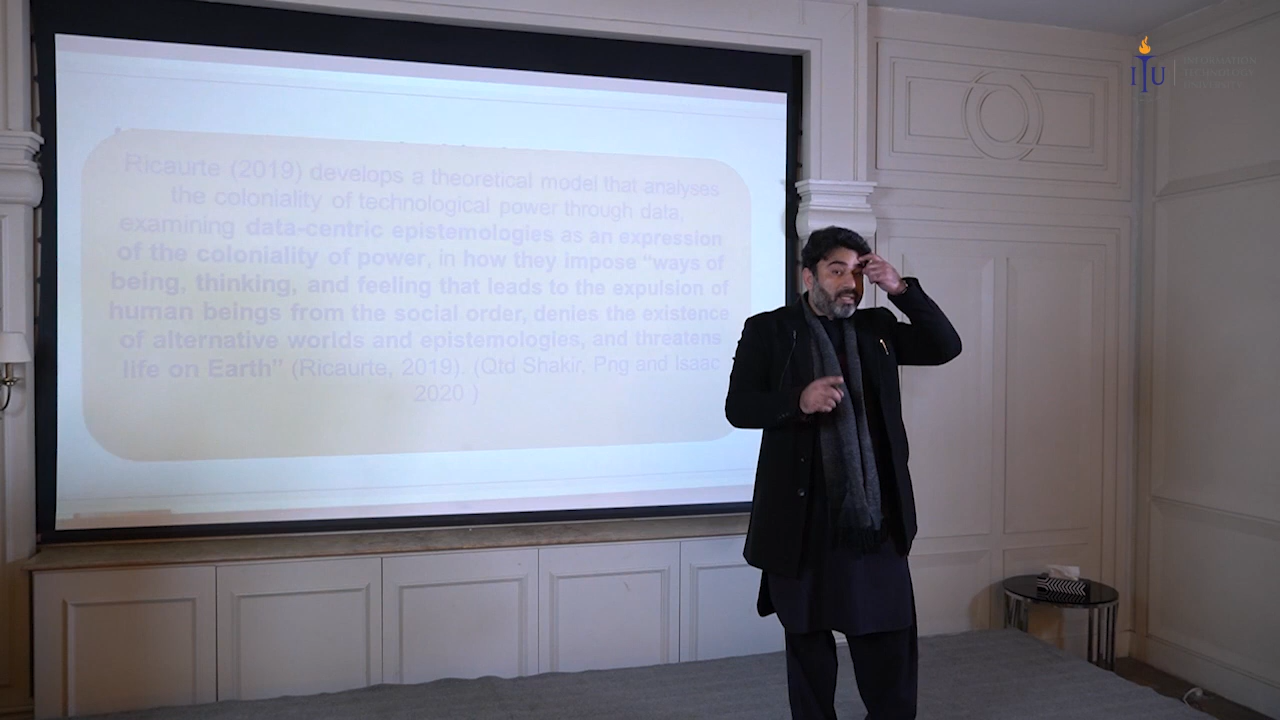 Ricaurte (2019) develops a theoretical model that analyses
the coloniality of technological power through data,
examining data-centric epistemologies as an expression
of the coloniality of power, in how they impose “ways of
being, thinking, and feeling that leads to the expulsion of
human beings from the social order, denies the existence
of alternative worlds and epistemologies, and threatens
life on Earth” (Ricaurte, 2019). (Qtd Shakir, Png and Isaac
2020 )
ITU
INFORMATION
TECHNOLOGY
UNIVERSITY